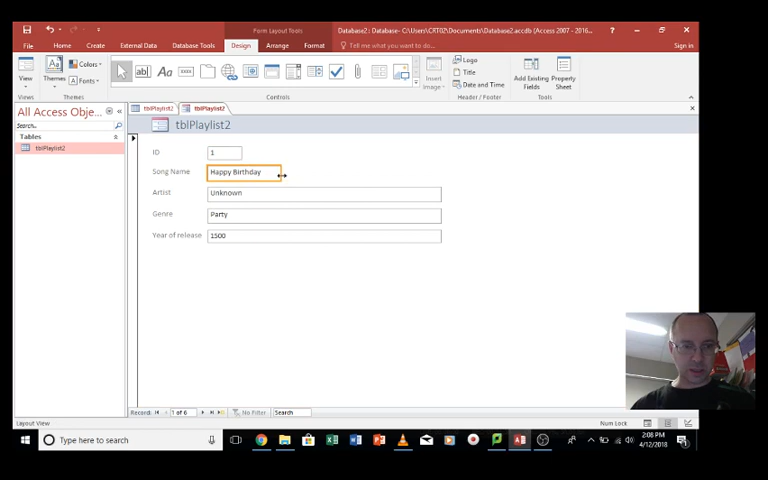 Form Layout Tools
Database2 : Database- C:\Users\CRT02\Documents\Database2.accdb (Access 2007 - 2016...
Sign in
File Home Create External Data Database Tools Design Arrange Format Tell me what you want to do...
View
Themes
Colors
Fonts
Aa
ab|
XXXX
Insert Image
Logo
Title
Date and Time
Add Existing Fields
Property Sheet
Views Themes Controls Header / Footer Tools
All Access Obje...
Search...
Tables
tblPlaylist2
tblPlaylist2 tblPlaylist2
tblPlaylist2
ID 1
Song Name Happy Birthday
Artist Unknown
Genre Party
Year of release 1500
Record: 1 of 6 No Filter Search
Layout View Num Lock
Type here to search
2:08 PM
4/12/2018